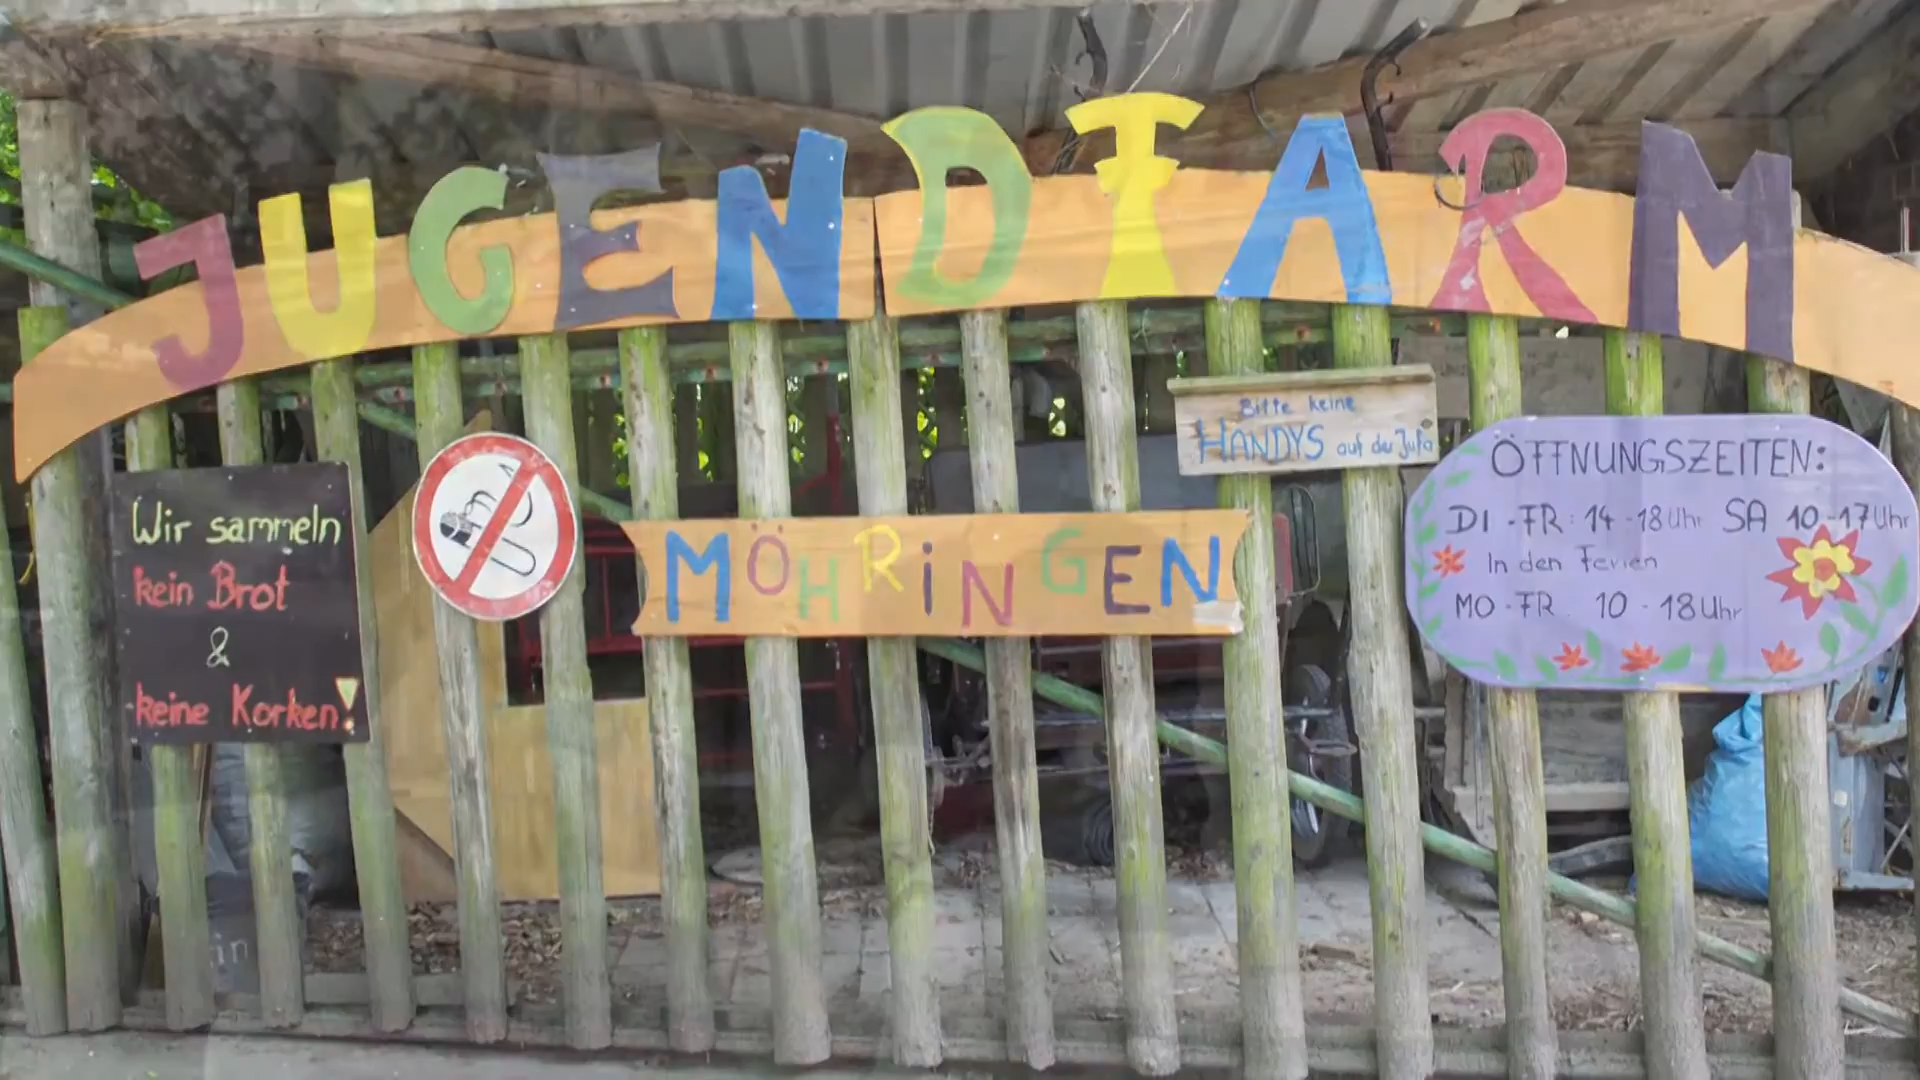 JUGENDFARM
Bitte keine
HANDYS auf der Jufa
ÖFFNUNGSZEITEN:
DI - FR: 14 - 18 Uhr SA 10 - 17 Uhr
In den Ferien
MO - FR 10 - 18 Uhr
Wir sammeln
kein Brot
&
keine Korken!
MÖHRINGEN
in